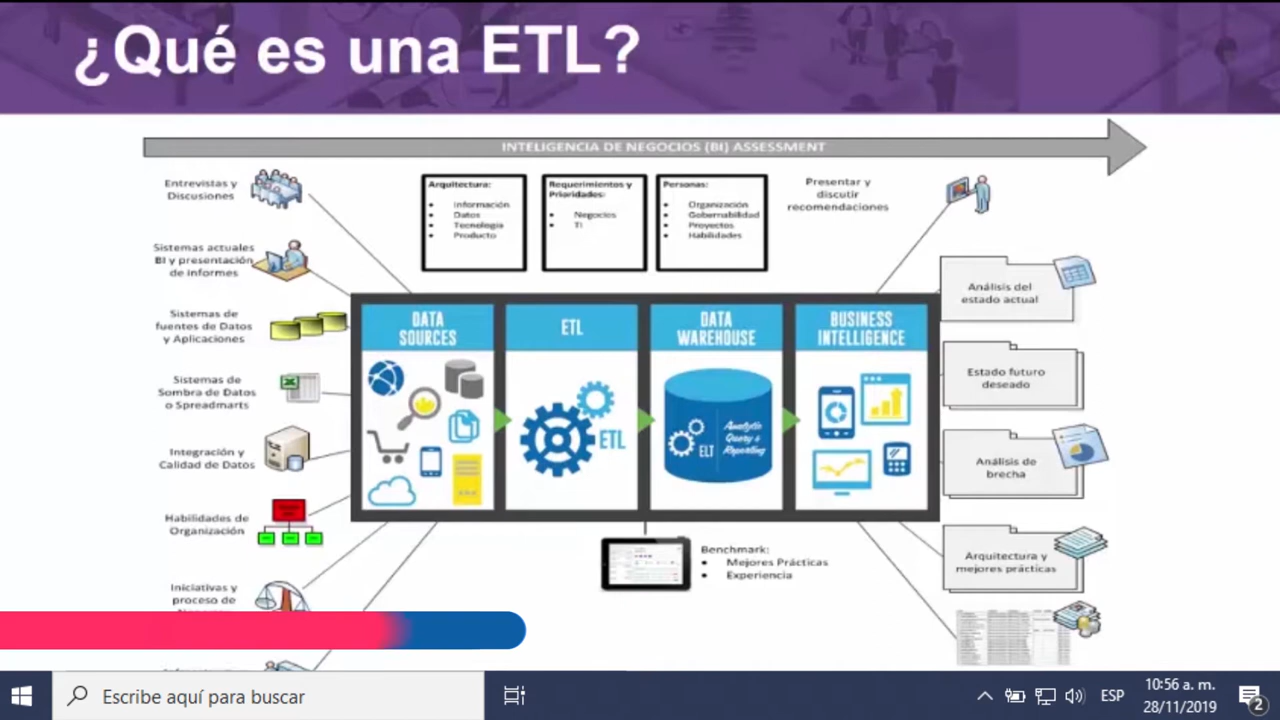 ¿Qué es una ETL?
INTELIGENCIA DE NEGOCIOS (BI) ASSESSMENT
Entrevistas y
Discusiones
Sistemas actuales
BI y presentación
de informes
Sistemas de
fuentes de Datos
y Aplicaciones
Sistemas de
Sombra de Datos
o Spreadmarts
Integración y
Calidad de Datos
Habilidades de
Organización
Iniciativas y
proceso de
Arquitectura:
• Información
• Datos
• Tecnología
• Producto
Requerimientos y
Prioridades:
• Negocios
• TI
Personas:
• Organización
• Gobernabilidad
• Proyectos
• Habilidades
Presentar y
discutir
recomendaciones
DATA
SOURCES
ETL
ETL
DATA
WAREHOUSE
ELT
Analytic
Query &
Reporting
BUSINESS
INTELLIGENCE
Benchmark:
• Mejores Prácticas
• Experiencia
Análisis del
estado actual
Estado futuro
deseado
Análisis de
brecha
Arquitectura y
mejores prácticas
Escribe aquí para buscar
ESP
10:56 a. m.
28/11/2019
2